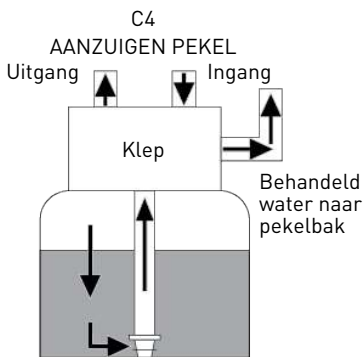 C4
AANZUIGEN PEKEL
Uitgang
Ingang
Klep
Behandeld
water naar
pekelbak